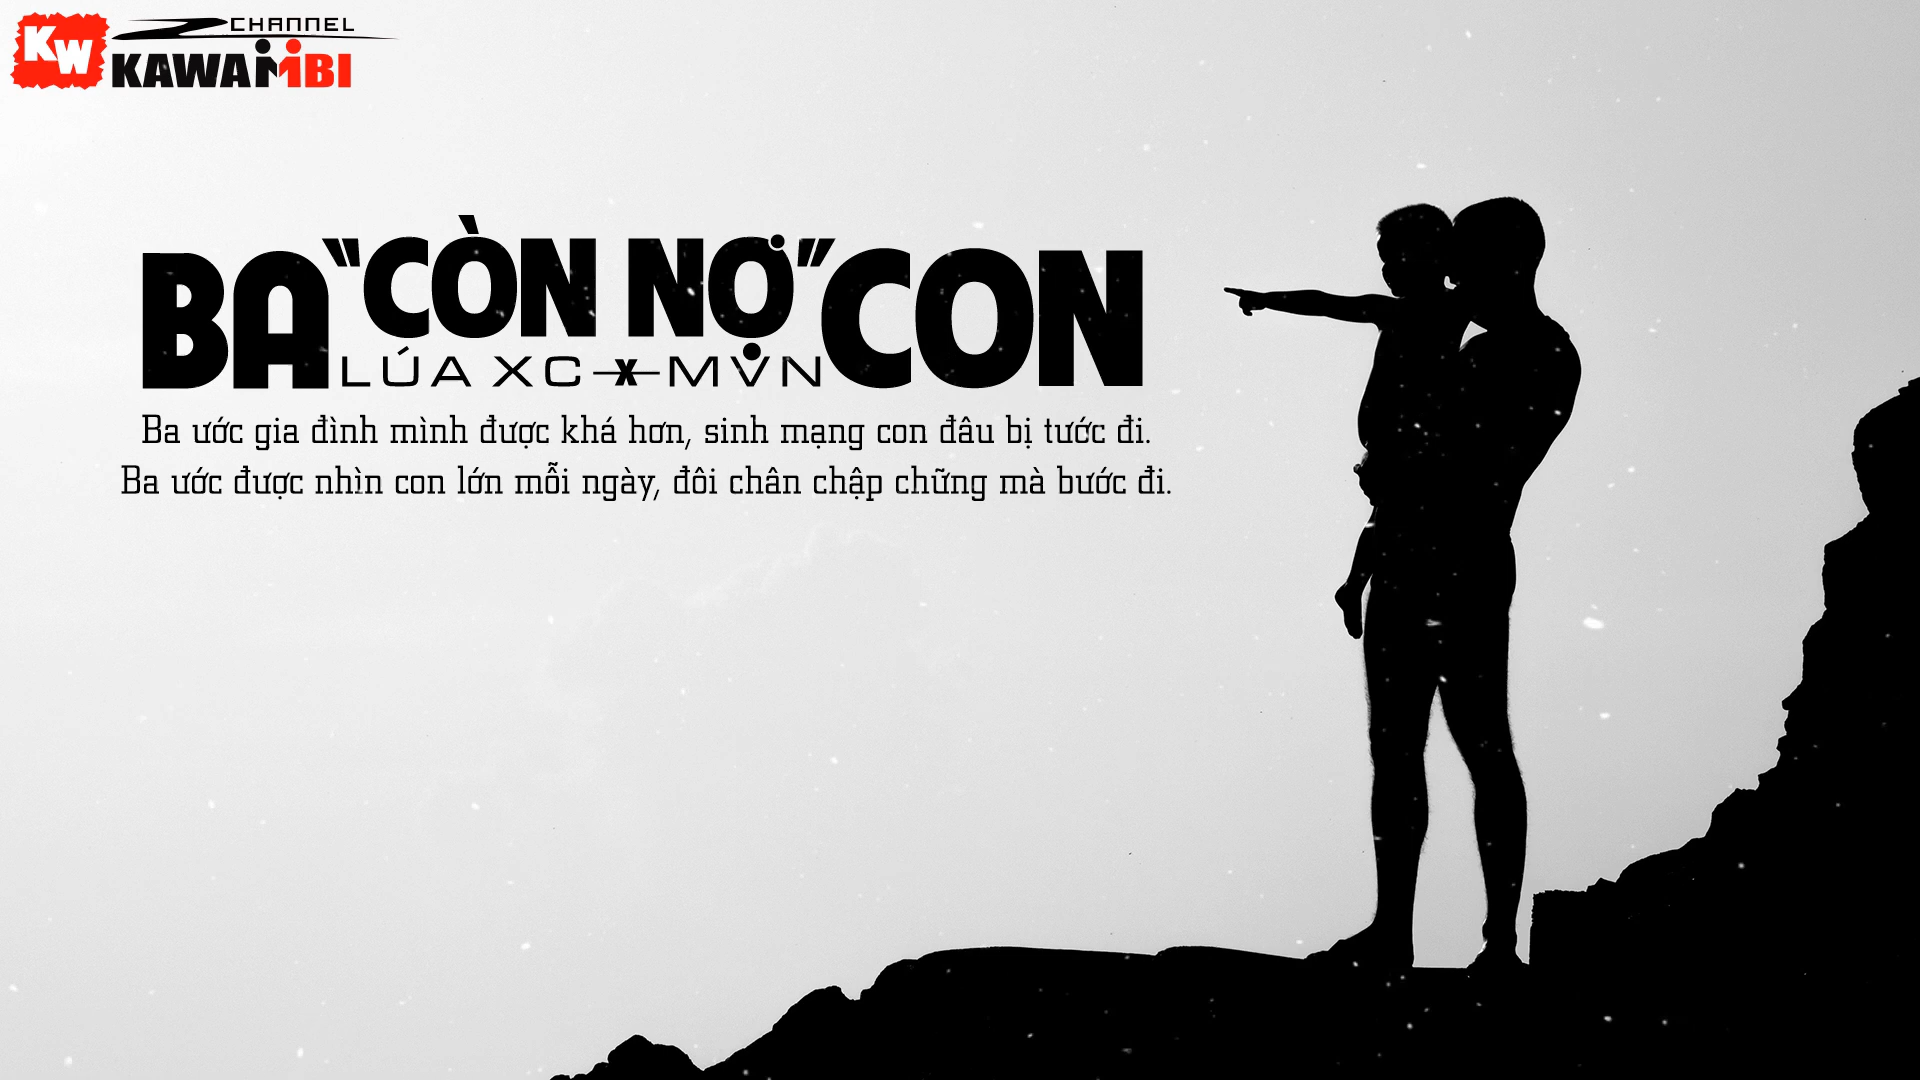 KW
CHANNEL
KAWAMBI
BA “CÒN NỢ” CON
LÚA XC X MVN
Ba ước gia đình mình được khá hơn, sinh mạng con đâu bị tước đi.
Ba ước được nhìn con lớn mỗi ngày, đôi chân chập chững mà bước đi.